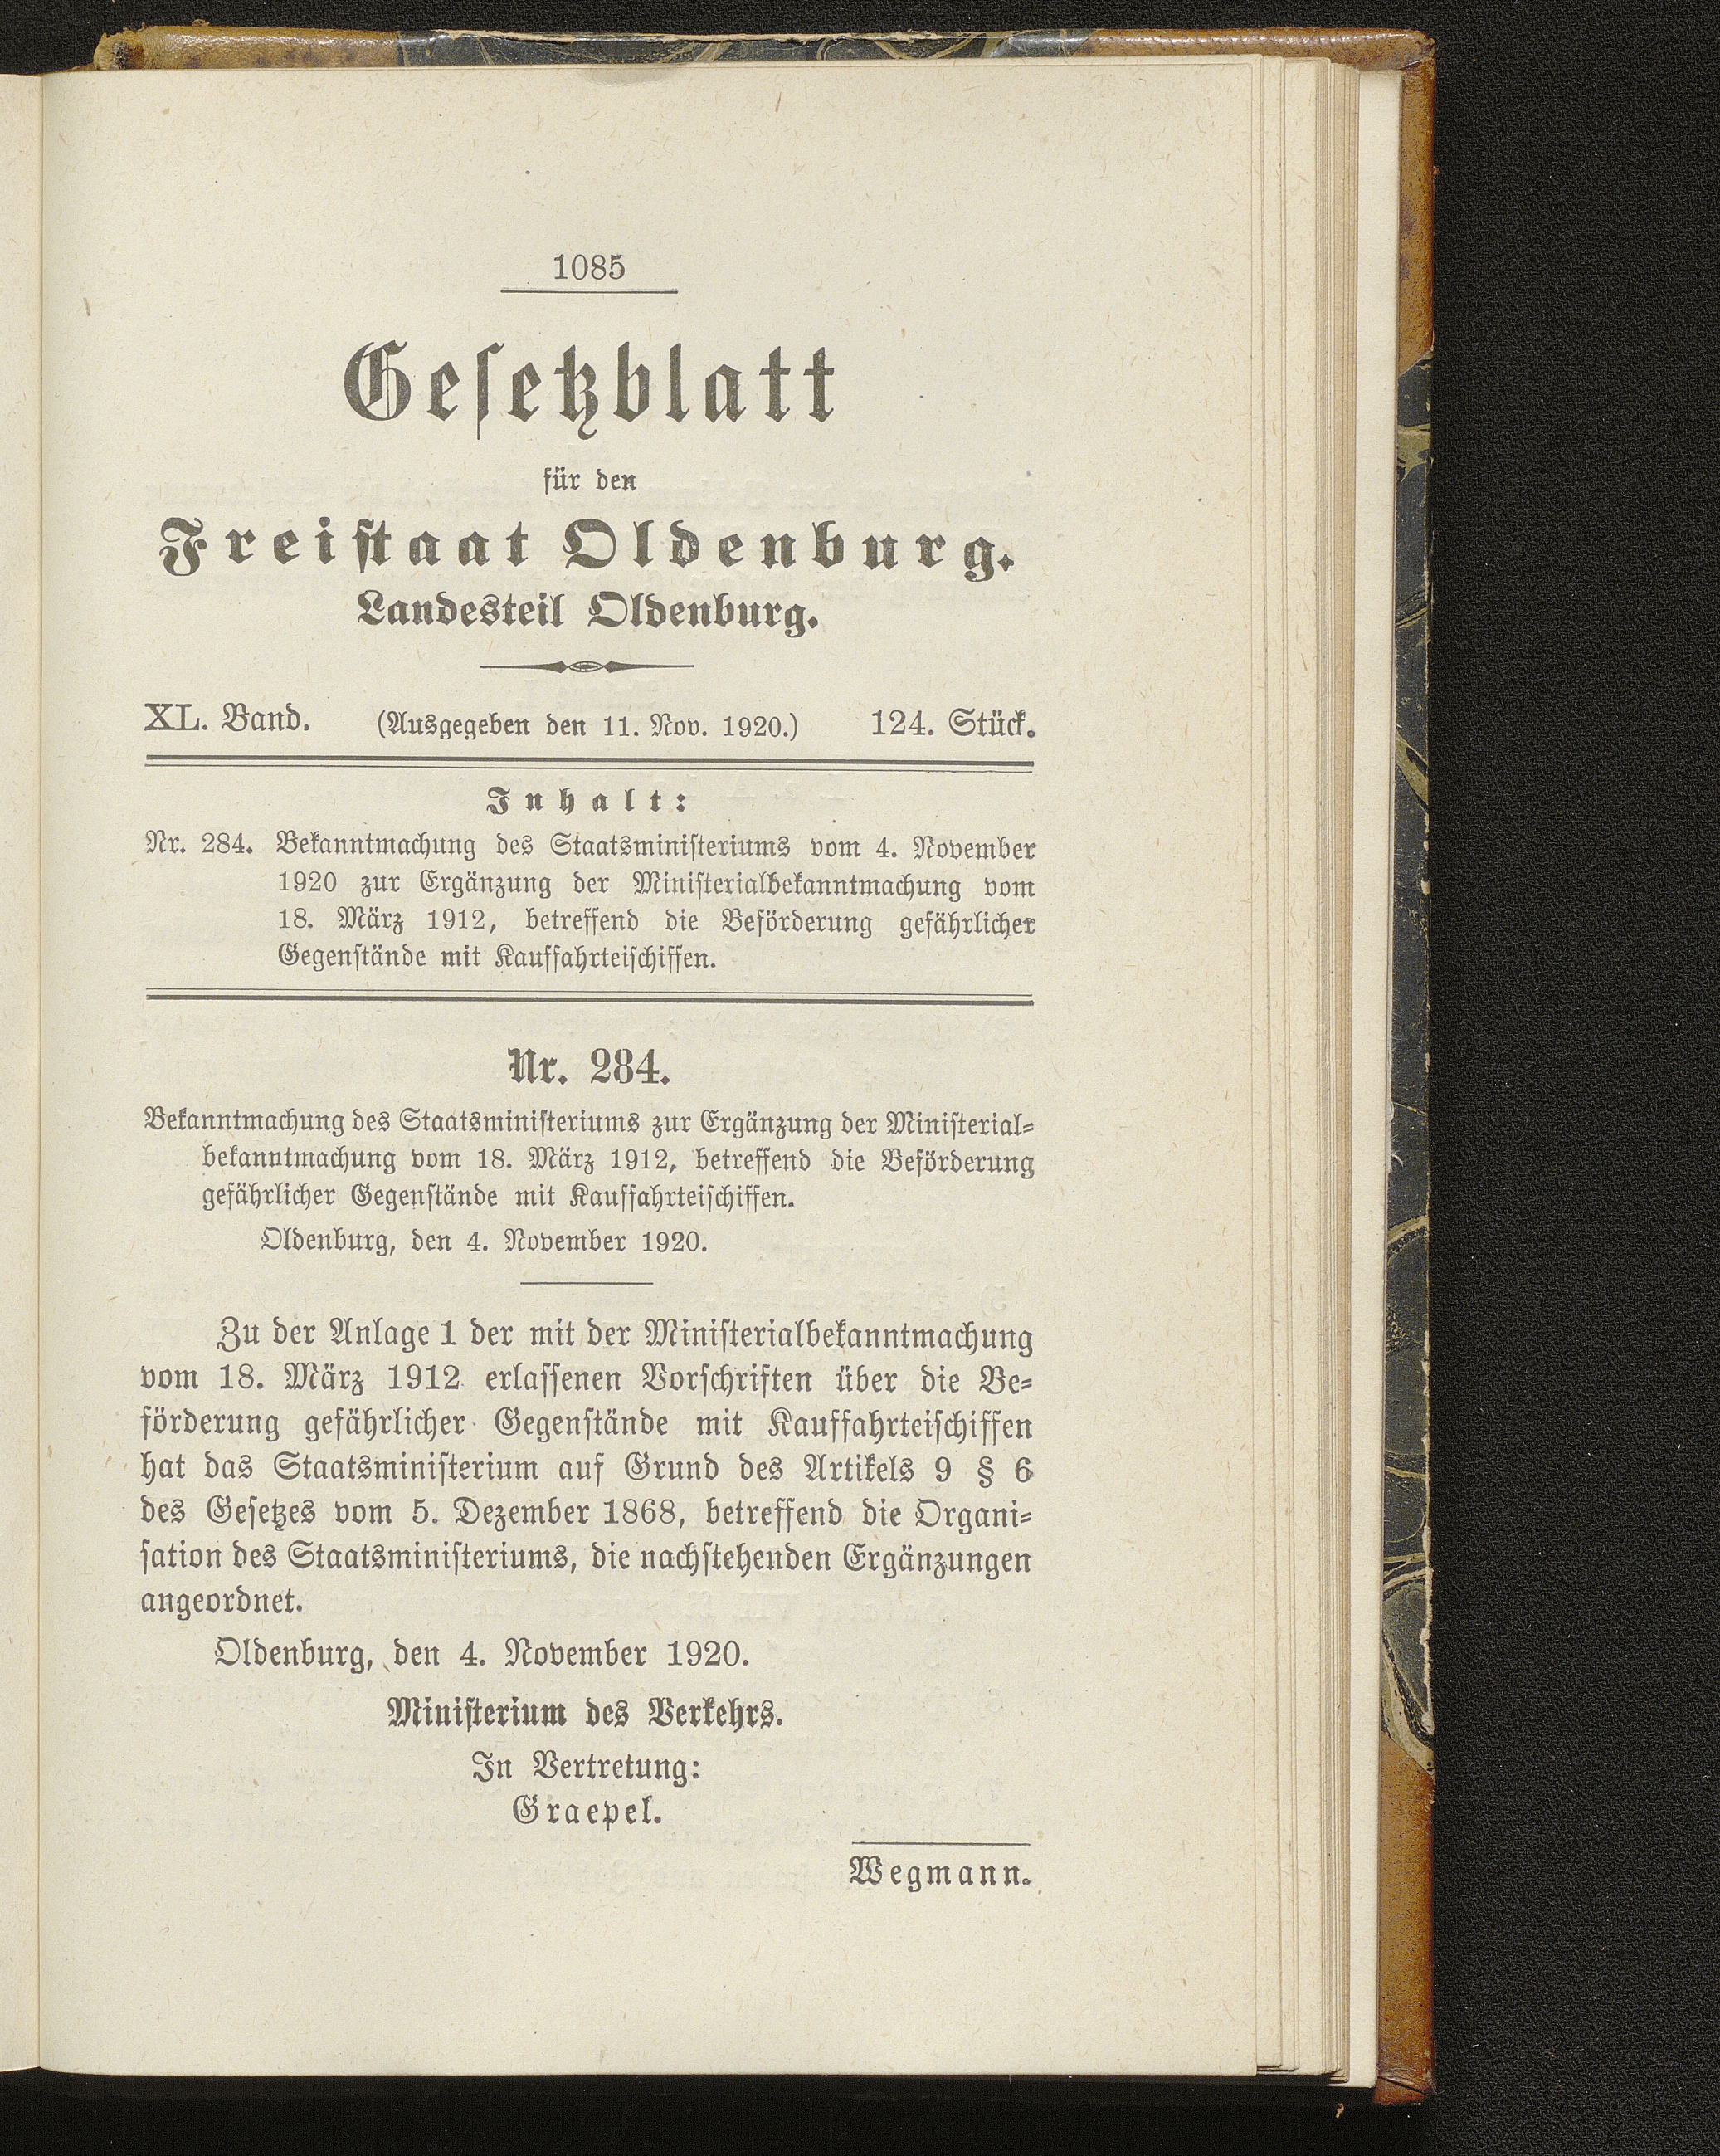 1085
Gesetzblatt
für den
Freistaat Oldenburg.
Landesteil Oldenburg.
XL. Band. (Ausgegeben den 11. Nov. 1920.) 124. Stück.
Inhalt:
Nr. 284. Bekanntmachung des Staatsministeriums vom 4. November
1920 zur Ergänzung der Ministerialbekanntmachung vom
18. März 1912, betreffend die Beförderung gefährlicher
Gegenstände mit Kauffahrteischiffen.
Nr. 284.
Bekanntmachung des Staatsministeriums zur Ergänzung der Ministerial-
bekanntmachung vom 18. März 1912, betreffend die Beförderung
gefährlicher Gegenstände mit Kauffahrteischiffen.
Oldenburg, den 4. November 1920.
Zu der Anlage 1 der mit der Ministerialbekanntmachung
vom 18. März 1912 erlassenen Vorschriften über die Be-
förderung gefährlicher Gegenstände mit Kauffahrteischiffen
hat das Staatsministerium auf Grund des Artikels 9 § 6
des Gesetzes vom 5. Dezember 1868, betreffend die Organi-
sation des Staatsministeriums, die nachstehenden Ergänzungen
angeordnet.
Oldenburg, den 4. November 1920.
Ministerium des Verkehrs.
In Vertretung:
Graepel.
Wegmann.